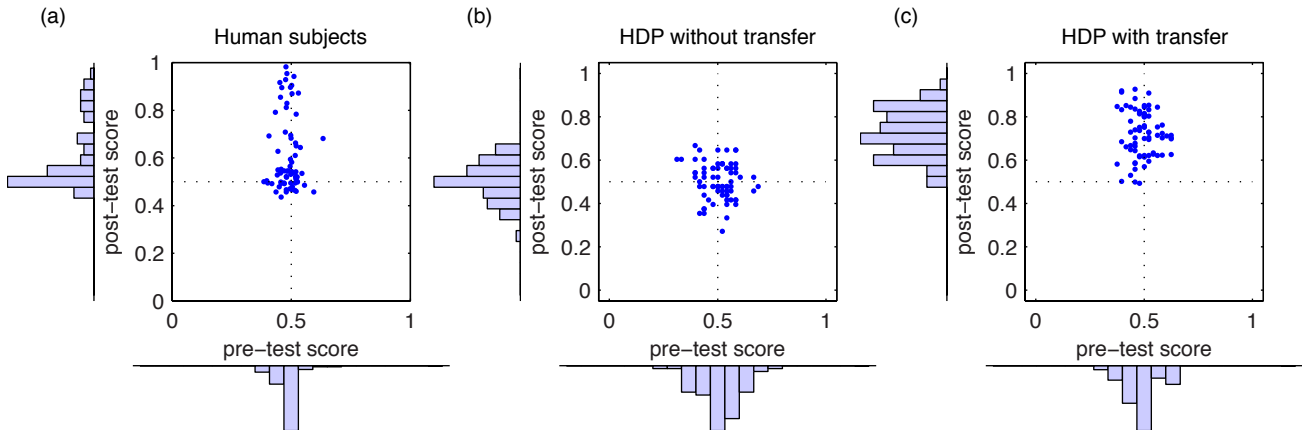 (a)
Human subjects
post−test score
1
0.8
0.6
0.4
0.2
0
0
0.5
1
pre−test score
(b)
HDP without transfer
post−test score
1
0.8
0.6
0.4
0.2
0
0
0.5
1
pre−test score
(c)
HDP with transfer
post−test score
1
0.8
0.6
0.4
0.2
0
0
0.5
1
pre−test score